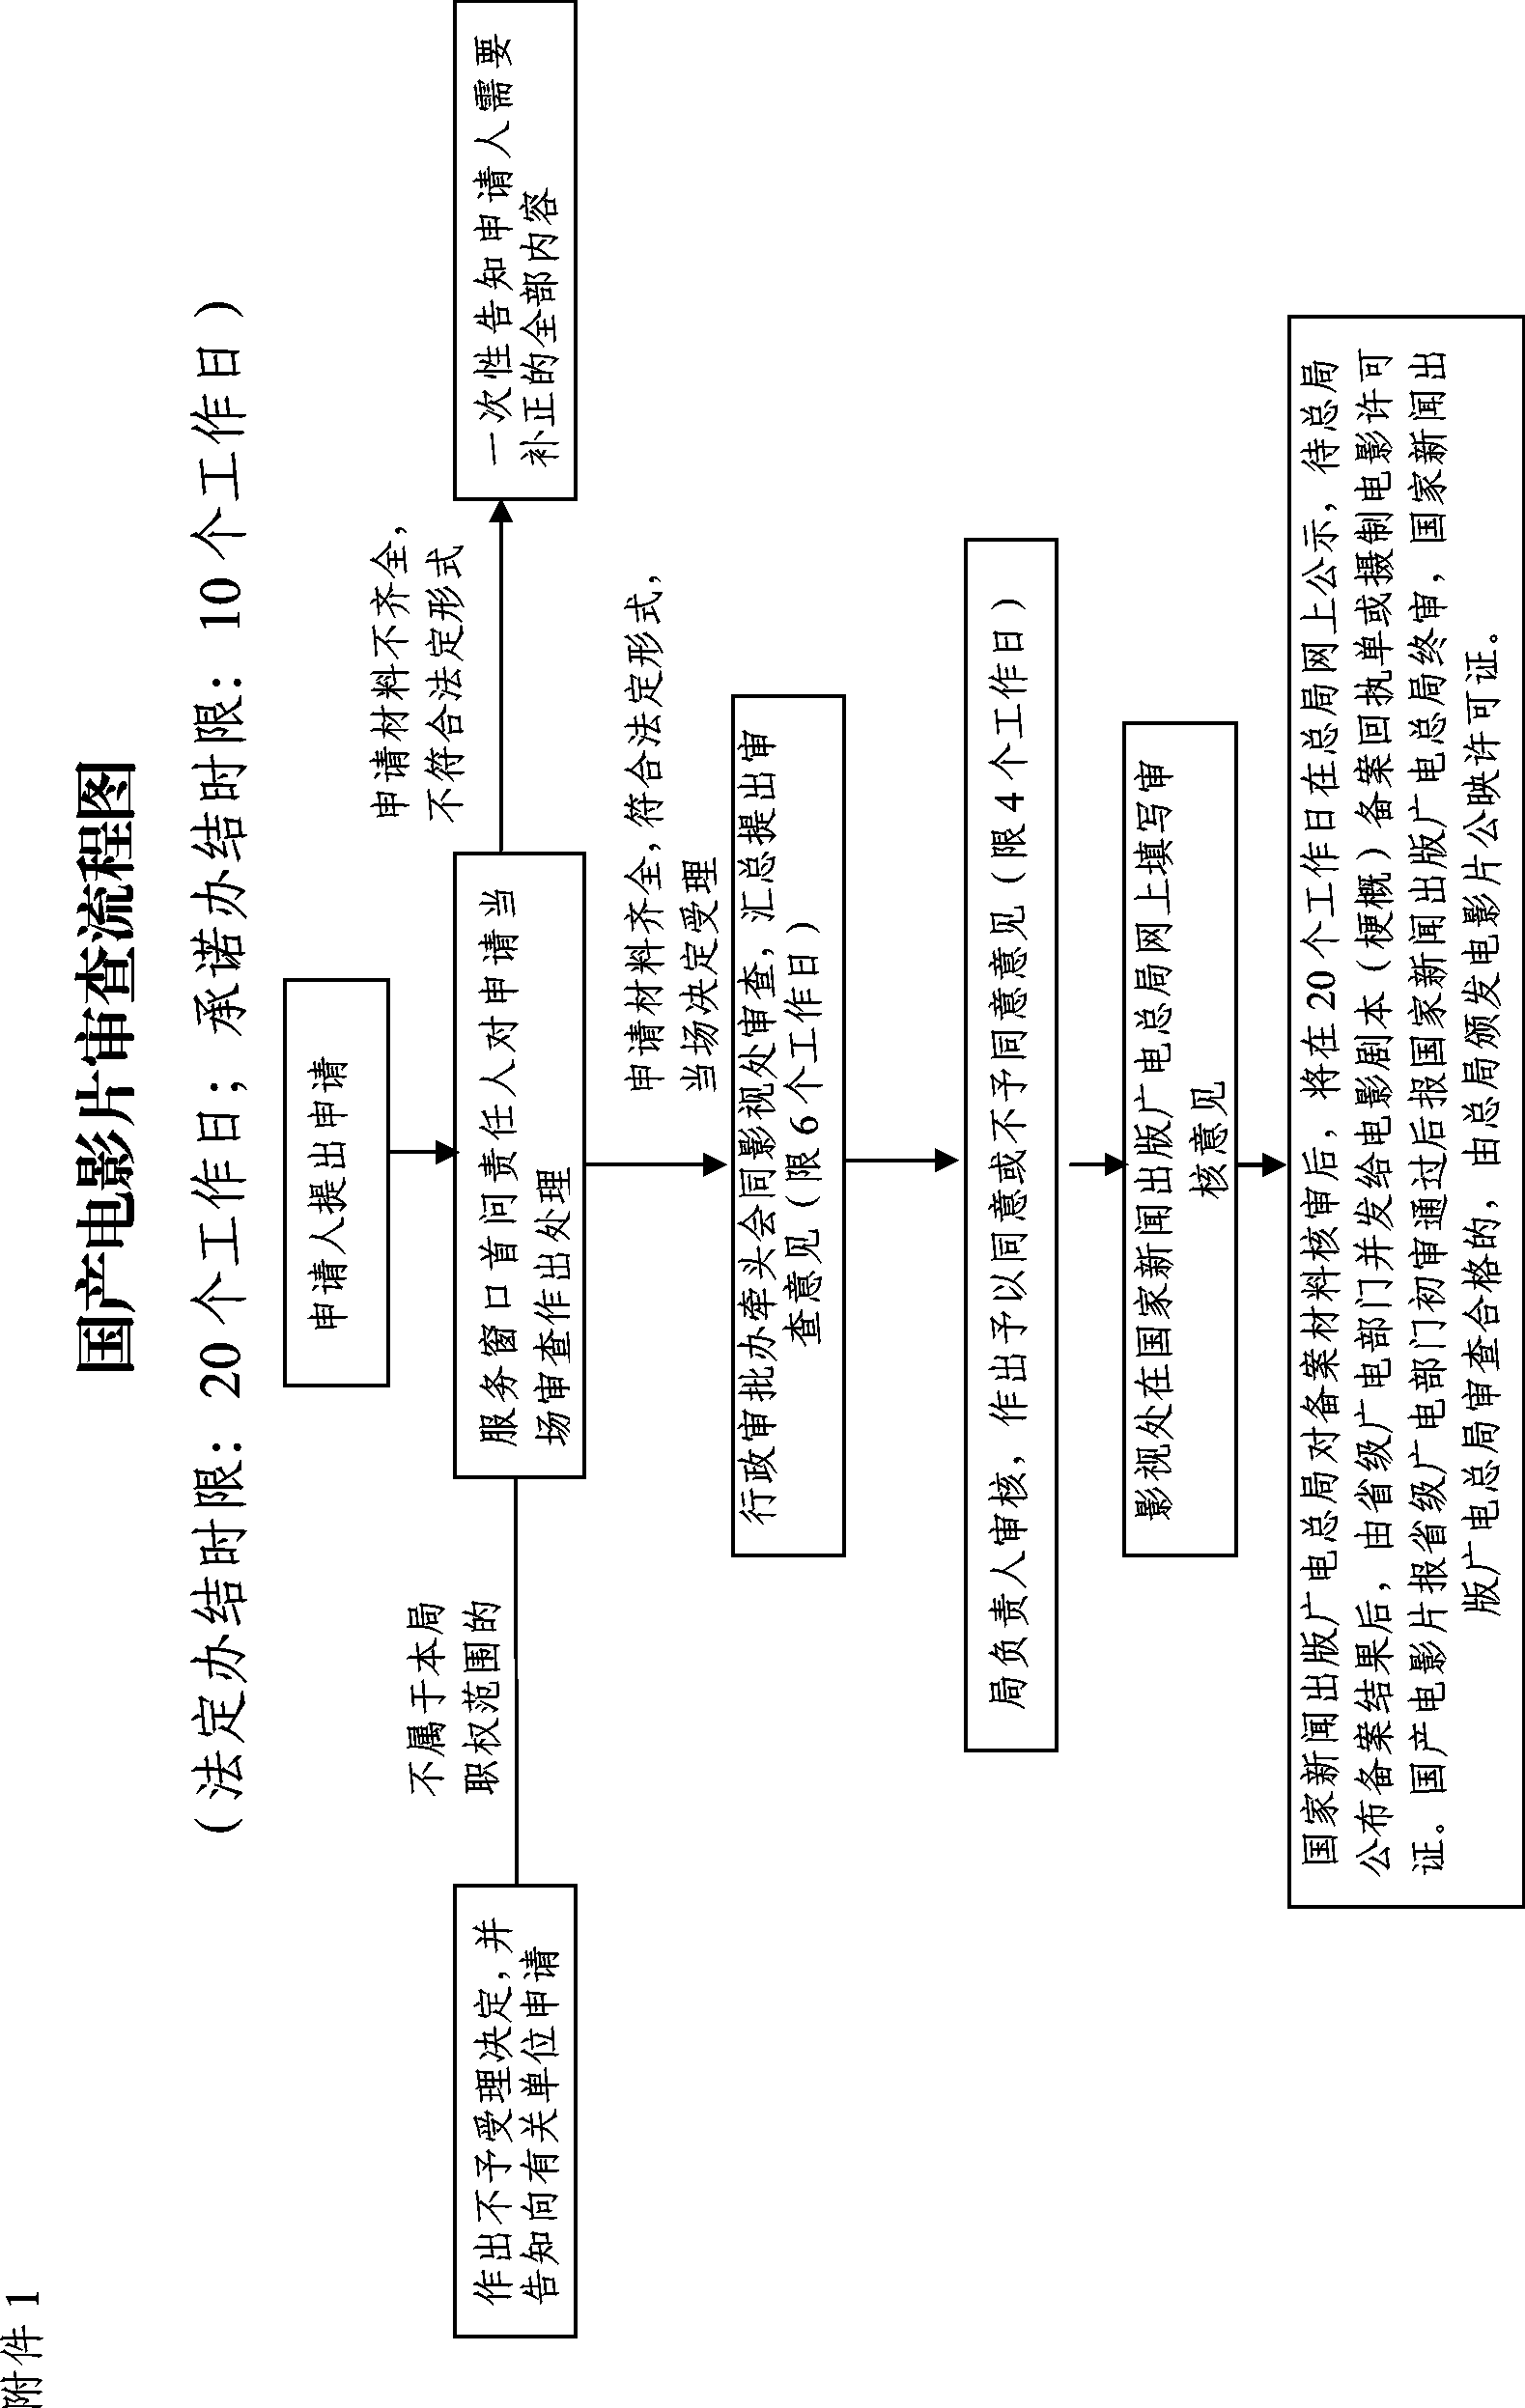 附件 1
国产电影片审查流程图
(法定办结时限: 20 个工作日; 承诺办结时限: 10 个工作日)
申请人提出申请
申请材料不齐全,
不符合法定形式
一次性告知申请人需要
补正的全部内容
服务窗口首问责任人对申请当
场审查作出处理
不属于本局
职权范围的
作出不予受理决定, 并
告知向有关单位申请
申请材料齐全, 符合法定形式,
当场决定受理
行政审批办牵头会同影视处审查, 汇总提出审
查意见 (限 6 个工作日)
局负责人审核, 作出予以同意或不予同意意见 (限 4 个工作日)
影视处在国家新闻出版广电总局网上填写审
核意见
国家新闻出版广电总局对备案材料核审后, 将在 20 个工作日在总局网上公示, 待总局
公布备案结果后, 由省级广电部门并发给电影剧本 (梗概) 备案回执单或摄制电影许可
证。国产电影片报省级广电部门初审通过后报国家新闻出版广电总局终审, 国家新闻出
版广电总局审查合格的, 由总局颁发电影片公映许可证。